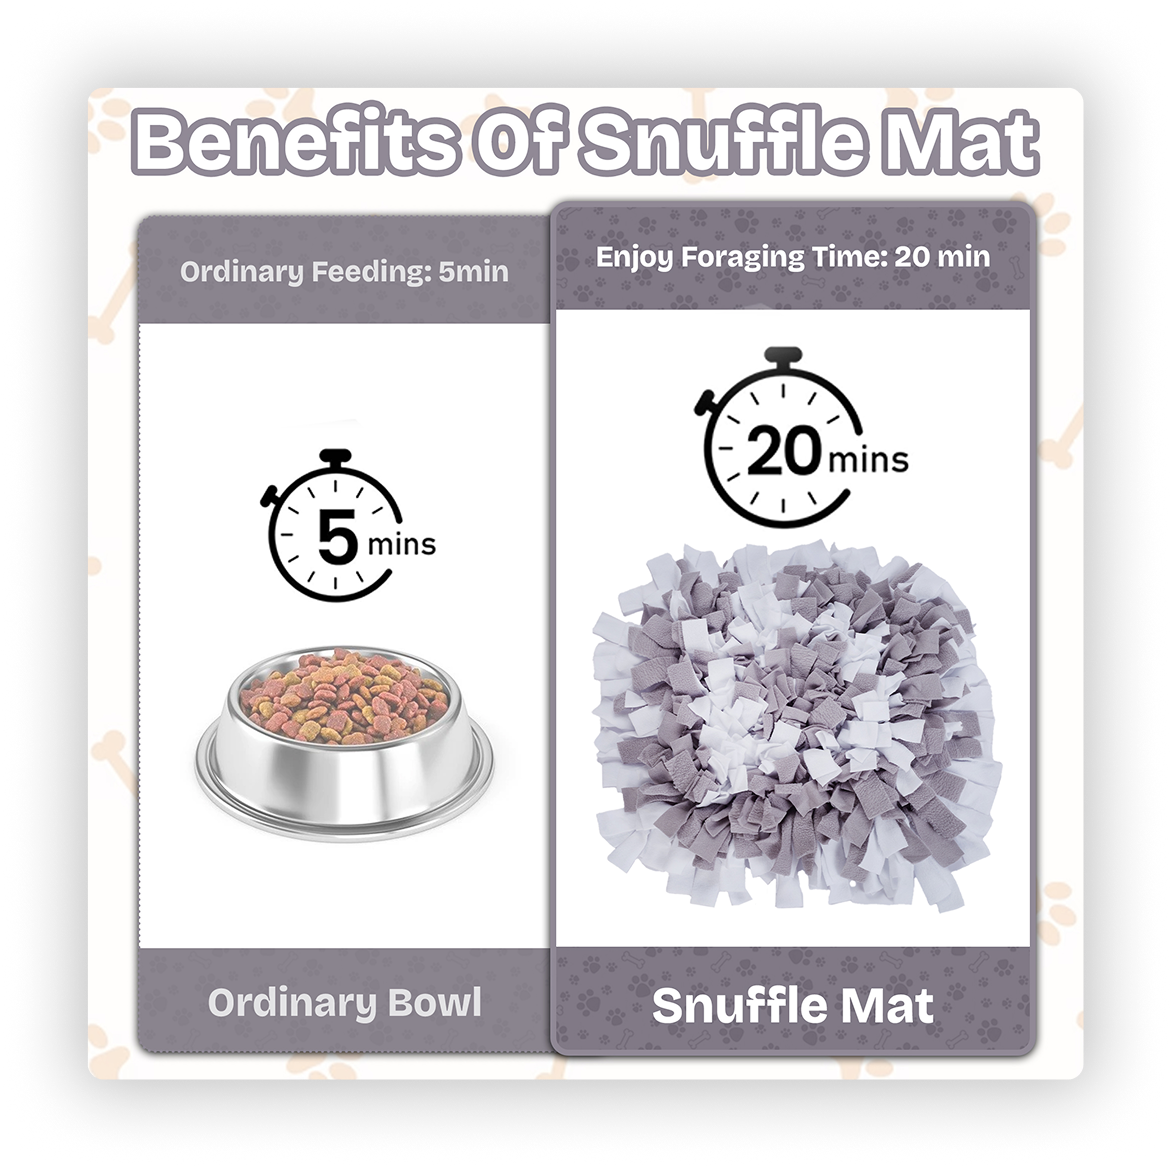 Benefits Of Snuffle Mat
Ordinary Feeding: 5min
Enjoy Foraging Time: 20 min
5 mins
20 mins
Ordinary Bowl
Snuffle Mat